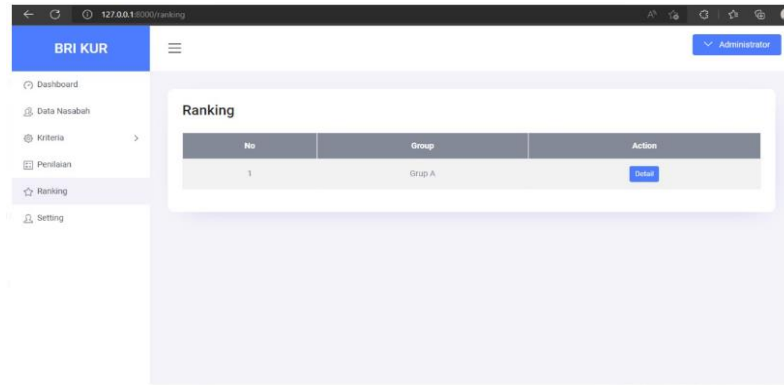 127.0.0.1:8000/ranking
BRI KUR
Administrator
Dashboard
Data Nasabah
Kriteria
Penilaian
Ranking
Setting
Ranking
No Group Action
1 Grup A Detail